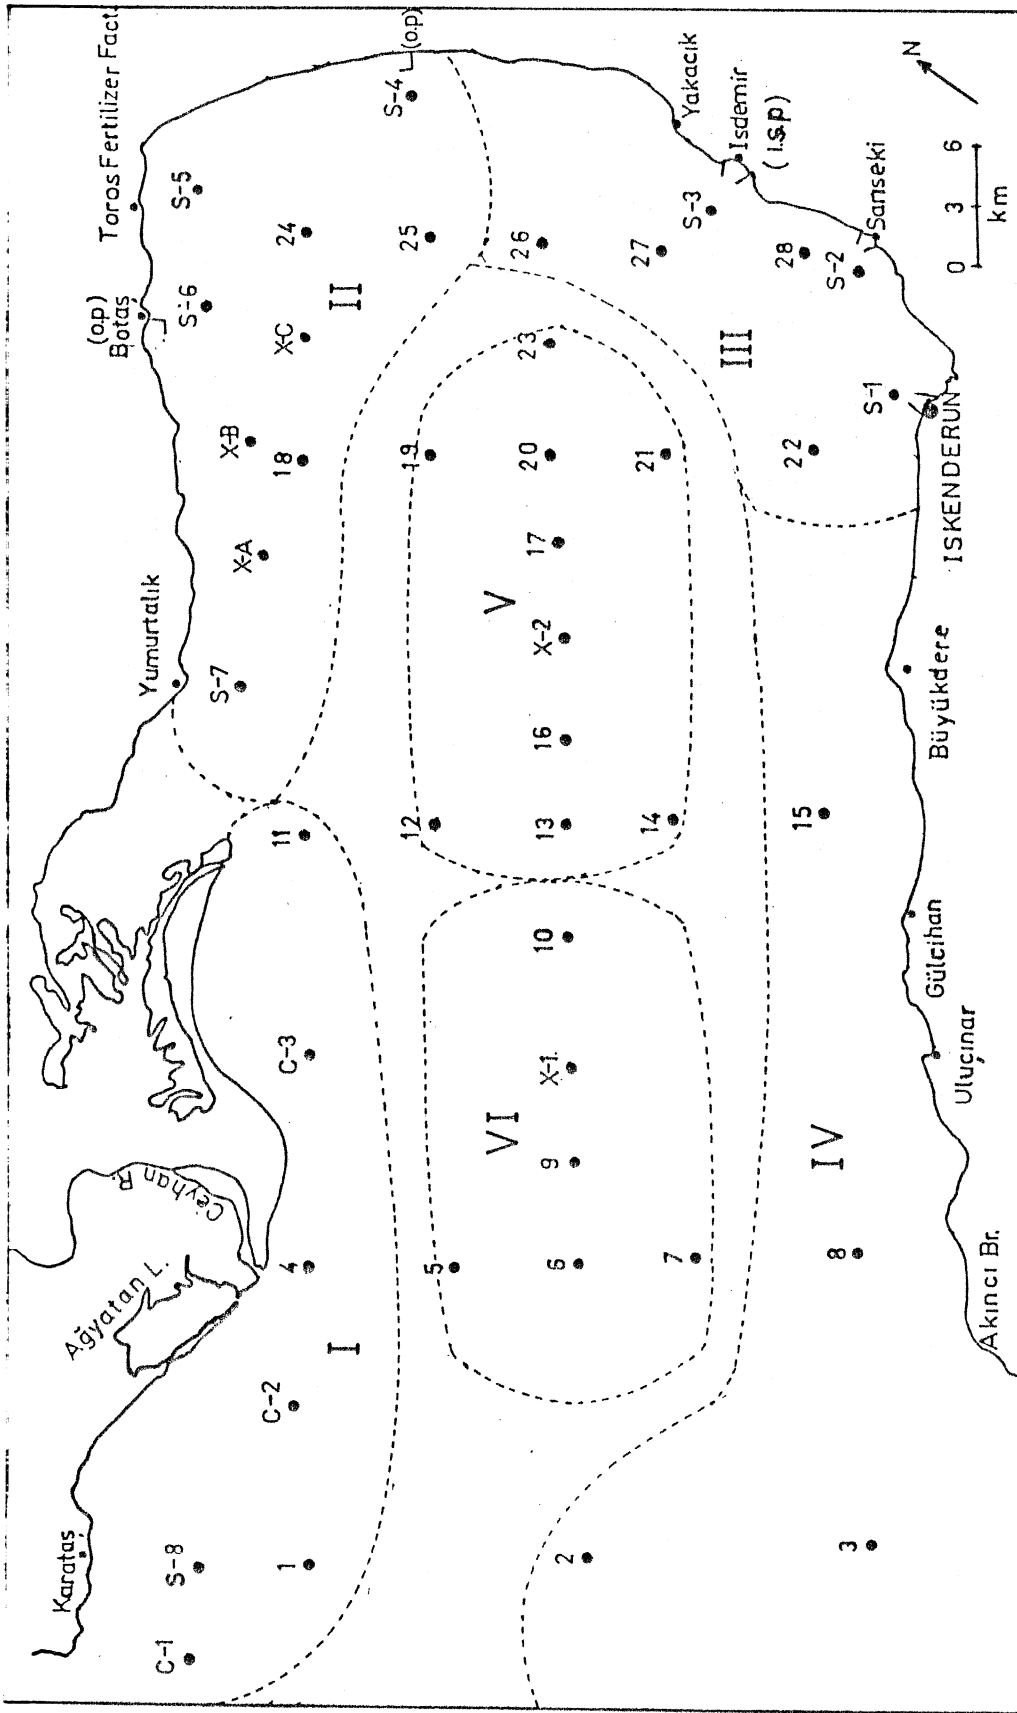 Karataş
C-1
S-8
1
C-2
I
Ağyatan L.
Ceyhan R.
4
C-3
11
Yumurtalık
S-7
X-A
X-B
18
X-C
II
(o.p)
Botaş
S-6
Toros Fertilizer Fact
S-5
24
S-4
(o.p)
25
26
27
S-3
Yakacık
Isdemir
(I.S.P)
28
S-2
Sarıseki
III
23
22
S-1
ISKENDERUN
19
20
21
17
V
X-2
16
12
13
14
15
Büyükdere
10
X-1
VI
9
5
6
7
IV
8
Gülcihan
Uluçınar
Akıncı Br.
2
3
N
0 3 6
km